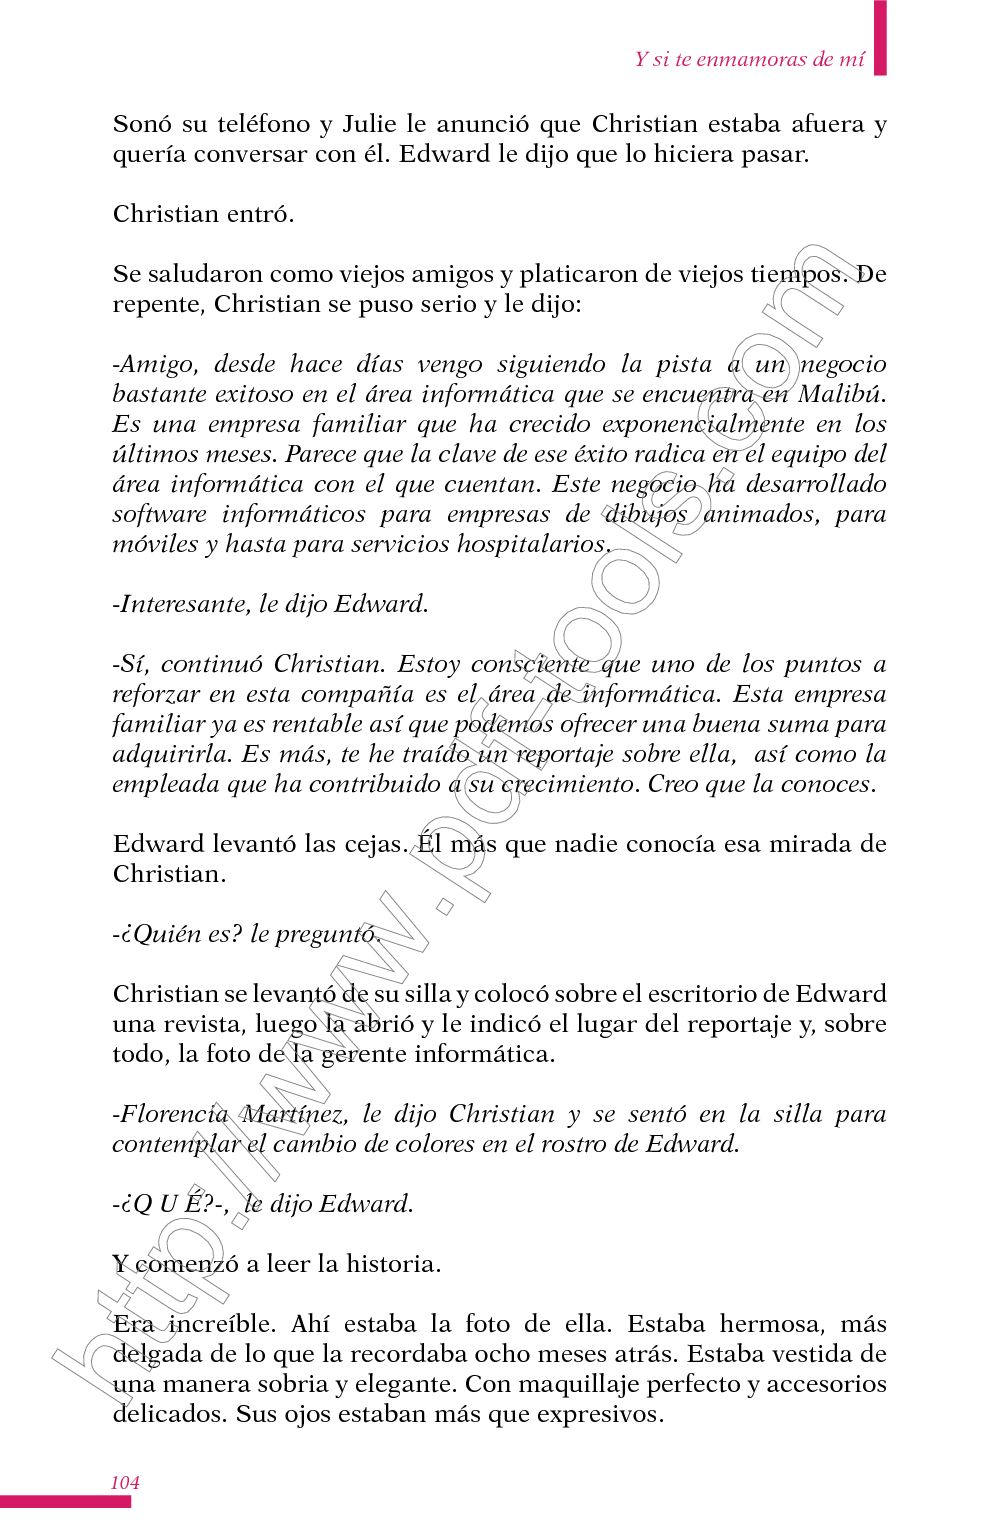 Y si te enmamoras de mí
Sonó su teléfono y Julie le anunció que Christian estaba afuera y
quería conversar con él. Edward le dijo que lo hiciera pasar.
Christian entró.
Se saludaron como viejos amigos y platicaron de viejos tiempos. De
repente, Christian se puso serio y le dijo:
-Amigo, desde hace días vengo siguiendo la pista a un negocio
bastante exitoso en el área informática que se encuentra en Malibú.
Es una empresa familiar que ha crecido exponencialmente en los
últimos meses. Parece que la clave de ese éxito radica en el equipo del
área informática con el que cuentan. Este negocio ha desarrollado
software informáticos para empresas de dibujos animados, para
móviles y hasta para servicios hospitalarios.
-Interesante, le dijo Edward.
-Sí, continuó Christian. Estoy consciente que uno de los puntos a
reforzar en esta compañía es el área de informática. Esta empresa
familiar ya es rentable así que podemos ofrecer una buena suma para
adquirirla. Es más, te he traído un reportaje sobre ella,  así como la
empleada que ha contribuido a su crecimiento. Creo que la conoces.
Edward levantó las cejas. Él más que nadie conocía esa mirada de
Christian.
-¿Quién es? le preguntó.
Christian se levantó de su silla y colocó sobre el escritorio de Edward
una revista, luego la abrió y le indicó el lugar del reportaje y, sobre
todo, la foto de la gerente informática.
-Florencia Martínez, le dijo Christian y se sentó en la silla para
contemplar el cambio de colores en el rostro de Edward.
-¿Q U É?-,  le dijo Edward.
Y comenzó a leer la historia.
Era increíble. Ahí estaba la foto de ella. Estaba hermosa, más
delgada de lo que la recordaba ocho meses atrás. Estaba vestida de
una manera sobria y elegante. Con maquillaje perfecto y accesorios
delicados. Sus ojos estaban más que expresivos.
104
http://www.pdf-tools.com